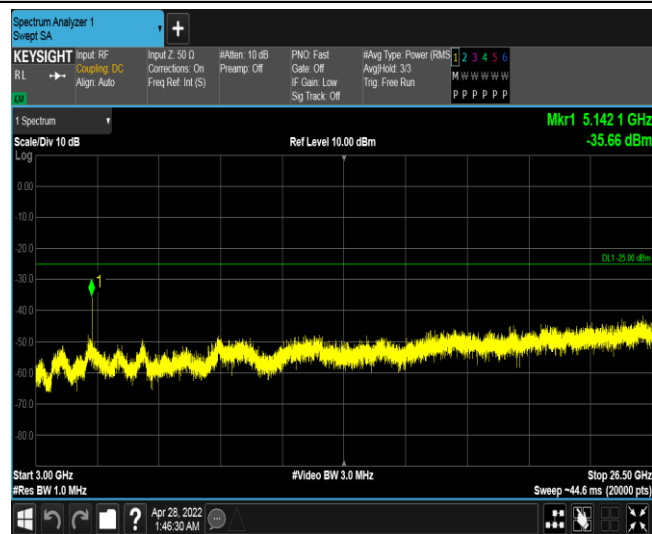 Spectrum Analyzer 1
Swept SA
KEYSIGHT Input: RF Input Z: 50 Ω #Atten: 10 dB PNO: Fast #Avg Type: Power (RMS 1 2 3 4 5 6
RL Coupling: DC Corrections: On Preamp: Off Gate: Off Avg|Hold: 3/3 M W W W W W
Align: Auto Freq Ref: Int (S) IF Gain: Low Trig: Free Run
Sig Track: Off P P P P P P
1 Spectrum Mkr1 5.142 1 GHz
Scale/Div 10 dB Ref Level 10.00 dBm -35.66 dBm
Log
0.00
-10.0
-20.0
DL1 -25.00 dBm
-30.0
1
-40.0
-50.0
-60.0
-70.0
-80.0
Start 3.00 GHz #Video BW 3.0 MHz Stop 26.50 GHz
#Res BW 1.0 MHz Sweep ~44.6 ms (20000 pts)
? Apr 28, 2022
1:46:30 AM